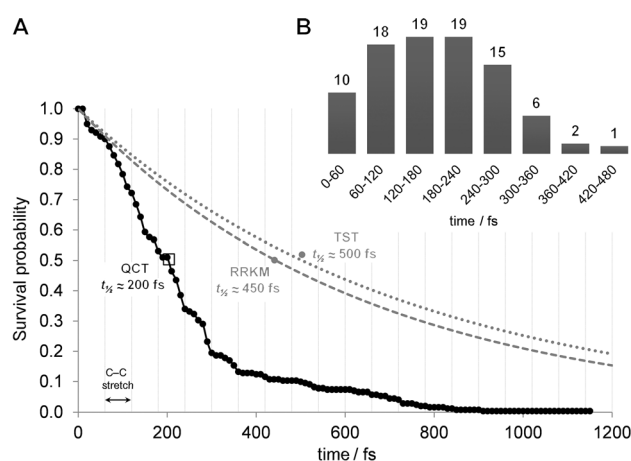 A
B
10
18
19
19
15
6
2
1
0-60
60-120
120-180
180-240
240-300
300-360
360-420
420-480
time / fs
Survival probability
1.0
0.9
0.8
0.7
0.6
0.5
0.4
0.3
0.2
0.1
0.0
QCT
t½ ≈ 200 fs
RRKM
t½ ≈ 450 fs
TST
t½ ≈ 500 fs
C–C
stretch
0
200
400
600
800
1000
1200
time / fs